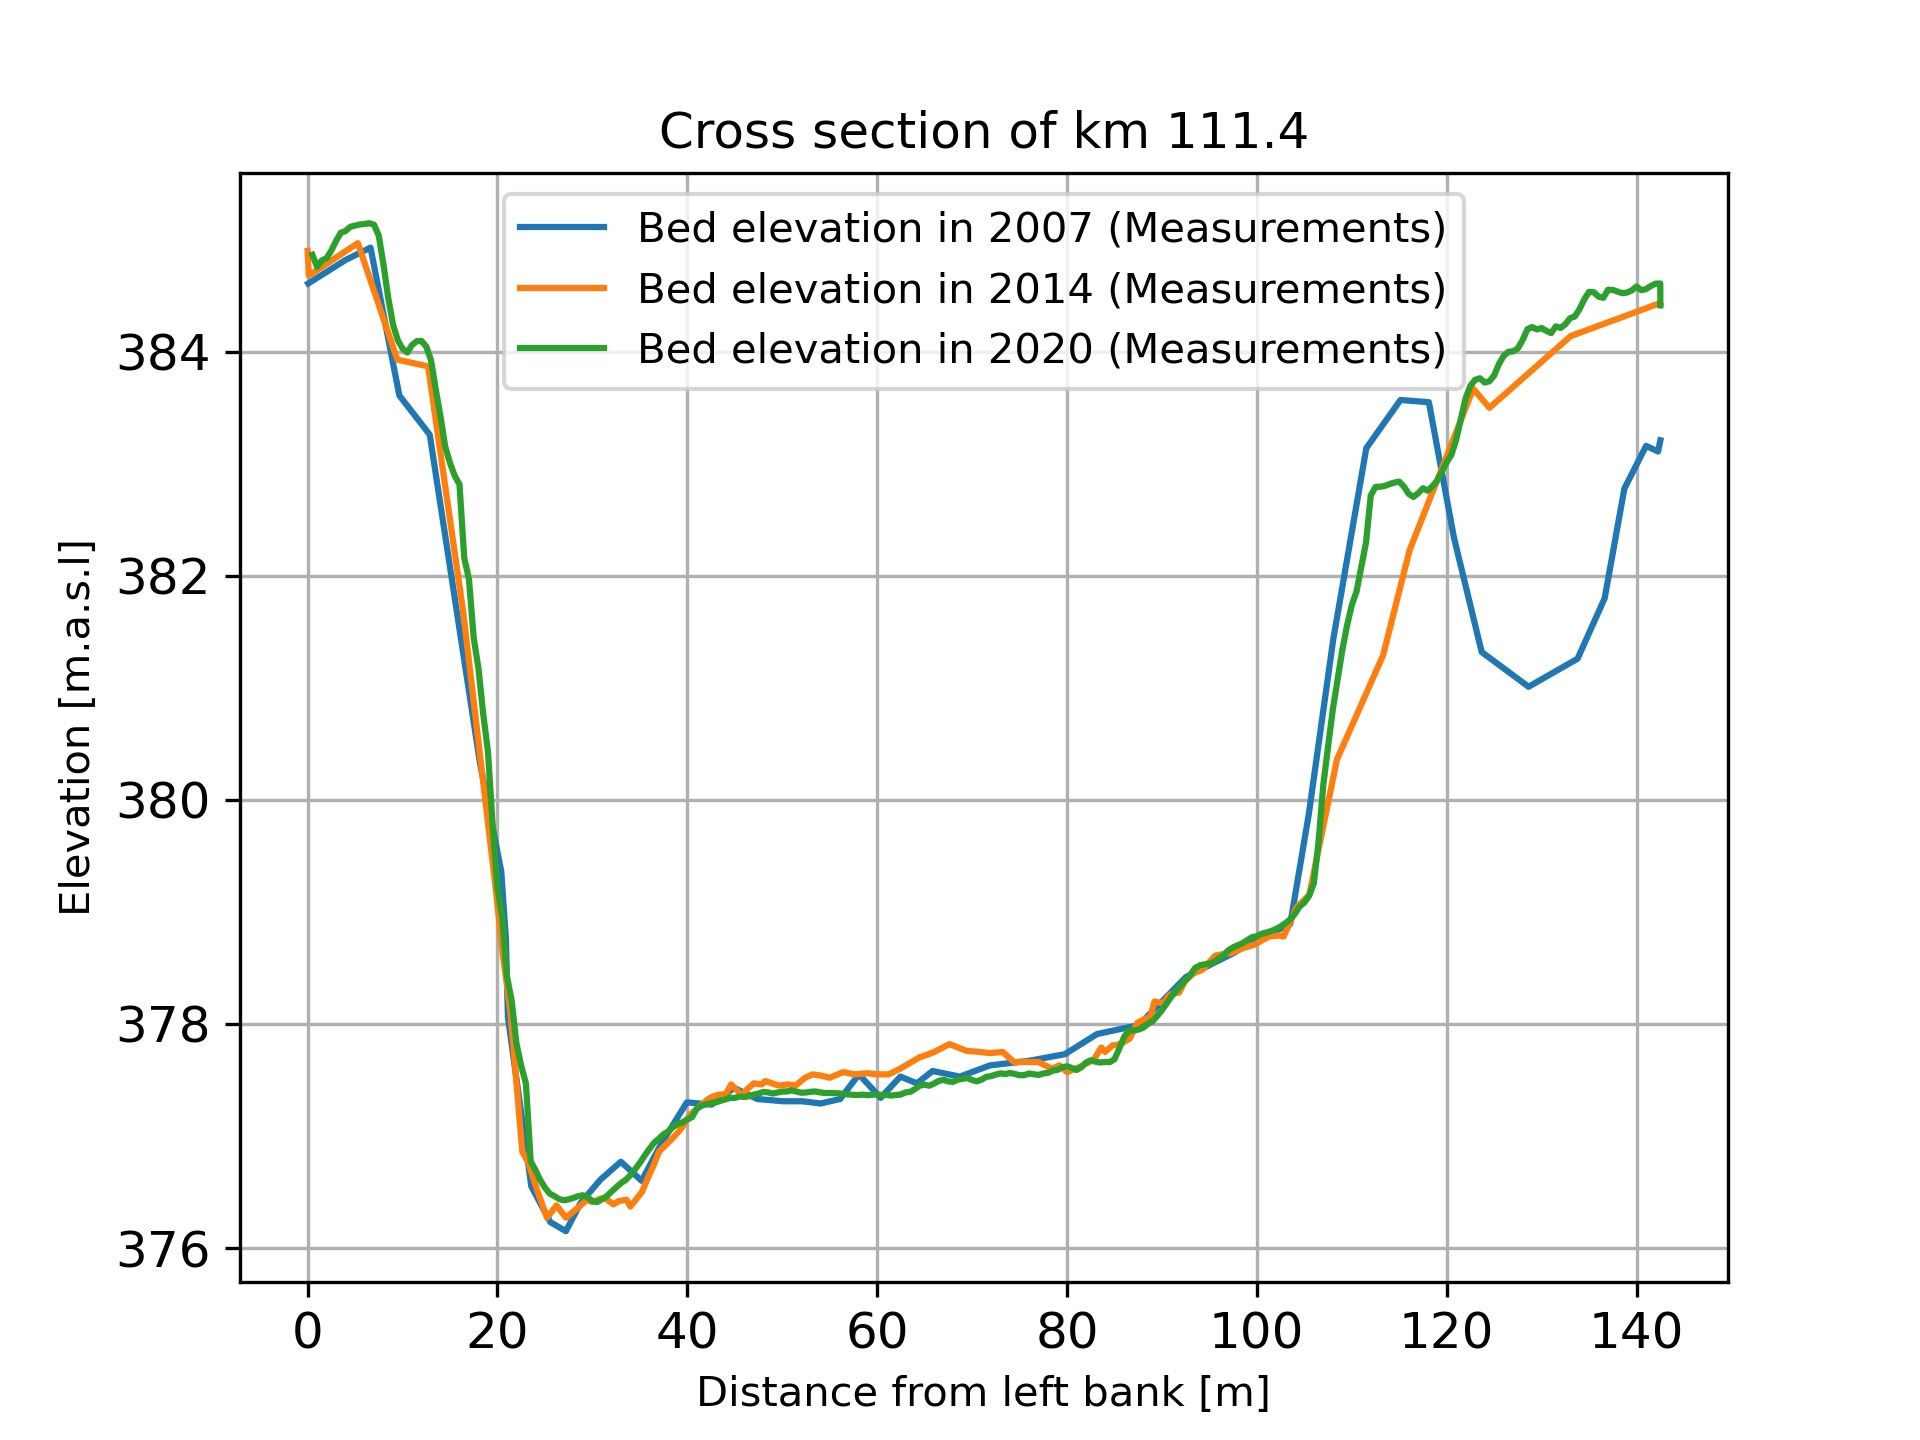 Cross section of km 111.4
Bed elevation in 2007 (Measurements)
Bed elevation in 2014 (Measurements)
Bed elevation in 2020 (Measurements)
384
382
380
378
376
Elevation [m.a.s.l]
0 20 40 60 80 100 120 140
Distance from left bank [m]